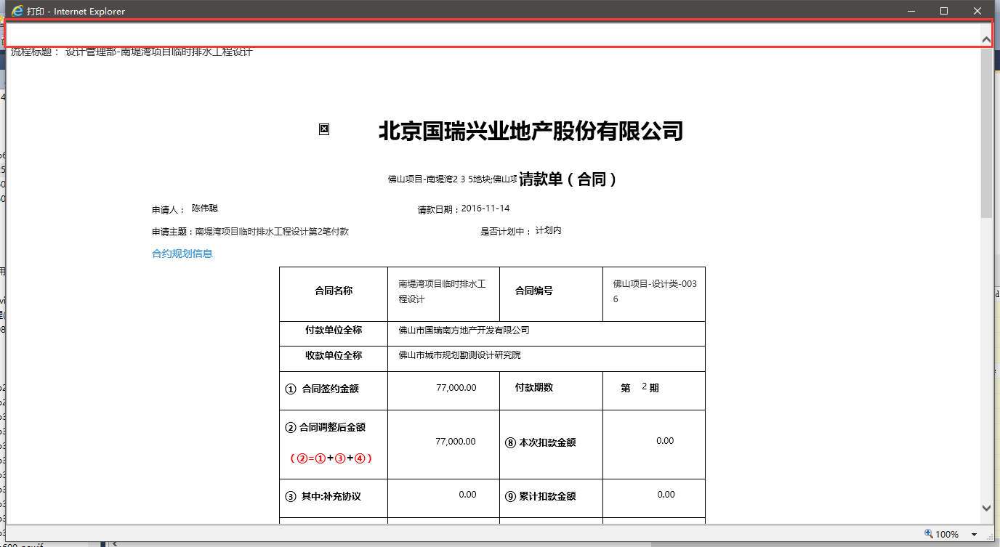 打印 - Internet Explorer
流程标题： 设计管理部-南堤湾项目临时排水工程设计
北京国瑞兴业地产股份有限公司
佛山项目-南堤湾2 3 5地块;佛山项 请款单（合同）
申请人： 陈伟聪 请款日期：2016-11-14
申请主题：南堤湾项目临时排水工程设计第2笔付款 是否计划中： 计划内
合约规划信息
合同名称 南堤湾项目临时排水工程设计 合同编号 佛山项目-设计类-0036
付款单位全称 佛山市国瑞南方地产开发有限公司
收款单位全称 佛山市城市规划勘测设计研究院
① 合同签约金额 77,000.00 付款期数 第 2 期
② 合同调整后金额
（②=①+③+④） 77,000.00 ⑧ 本次扣款金额 0.00
③ 其中:补充协议 0.00 ⑨ 累计扣款金额 0.00
100%